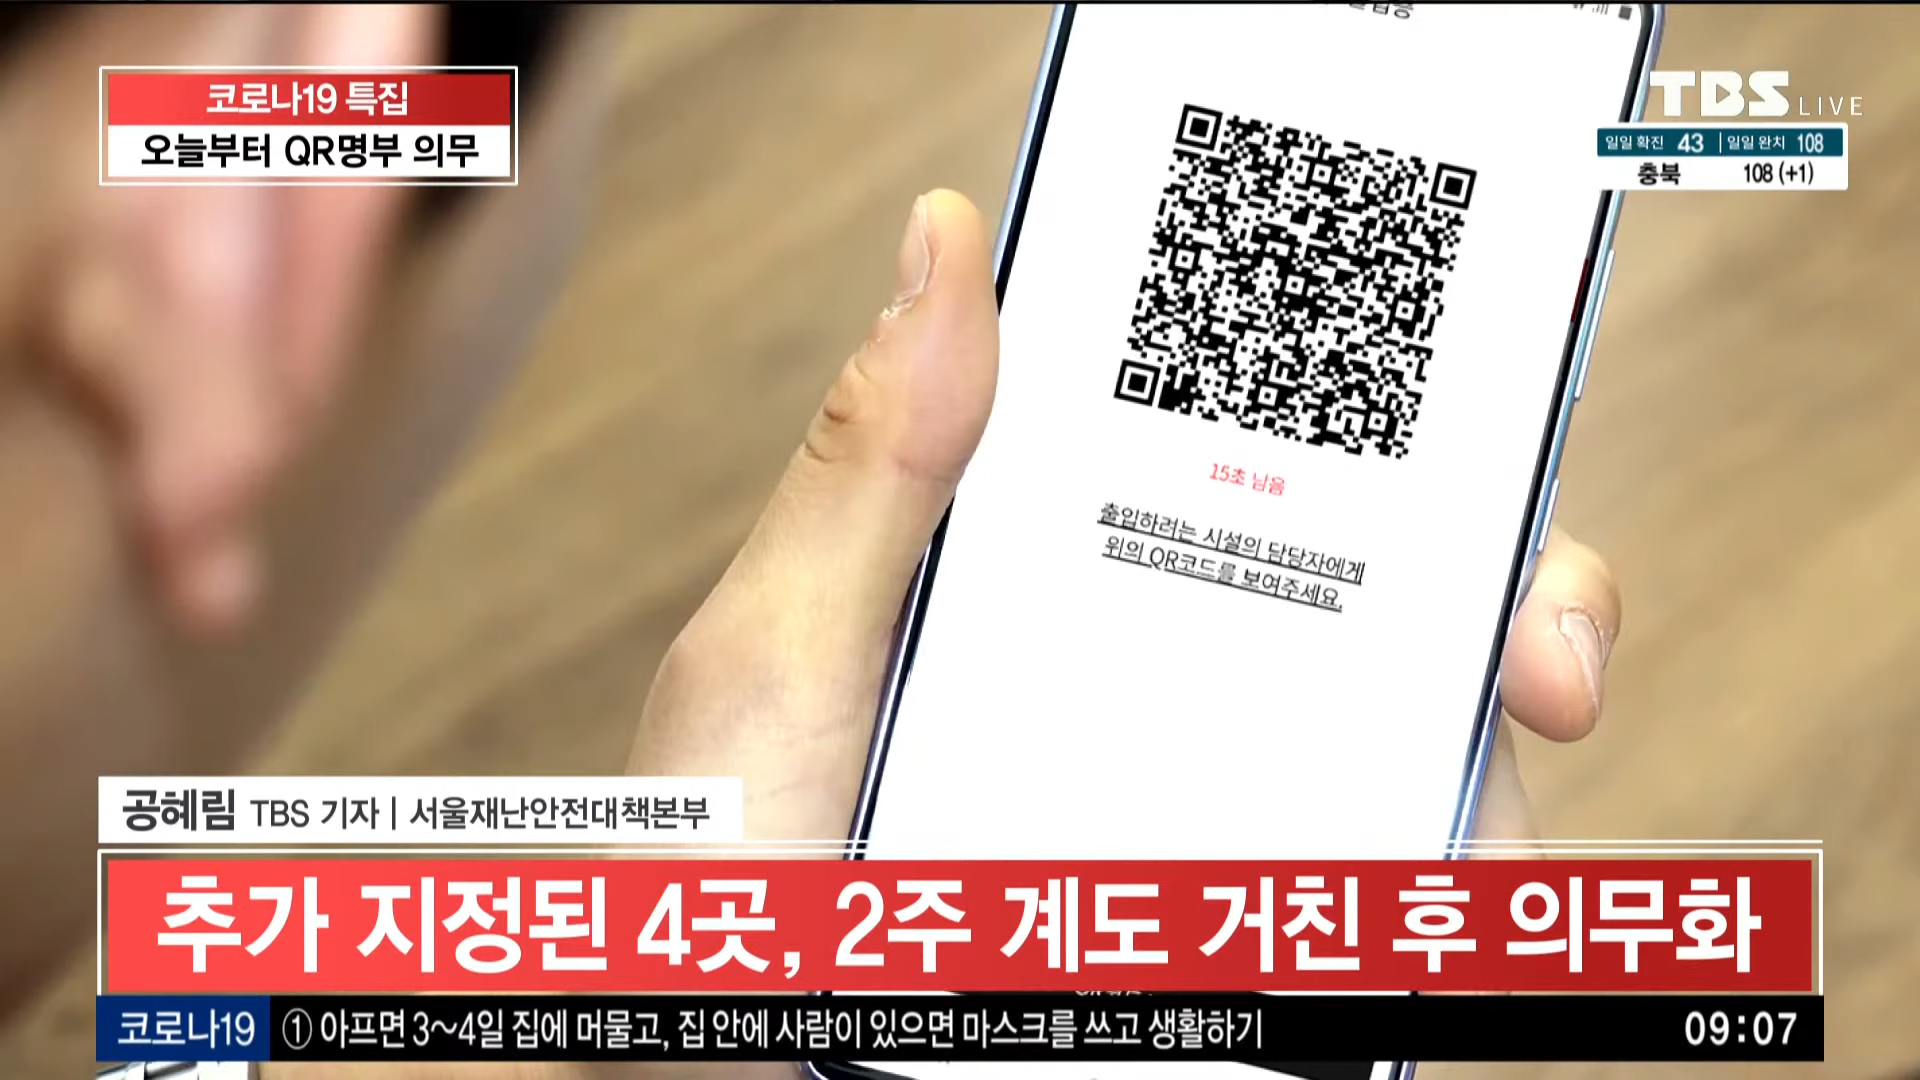 코로나19 특집
오늘부터 QR명부 의무
TBS LIVE
일일 확진 43 | 일일 완치 108
충북 108 (+1)
15초 남음
출입하려는 시설의 담당자에게
위의 QR코드를 보여주세요.
공혜림 TBS 기자 | 서울재난안전대책본부
추가 지정된 4곳, 2주 계도 거친 후 의무화
코로나19 ① 아프면 3~4일 집에 머물고, 집 안에 사람이 있으면 마스크를 쓰고 생활하기 09:07